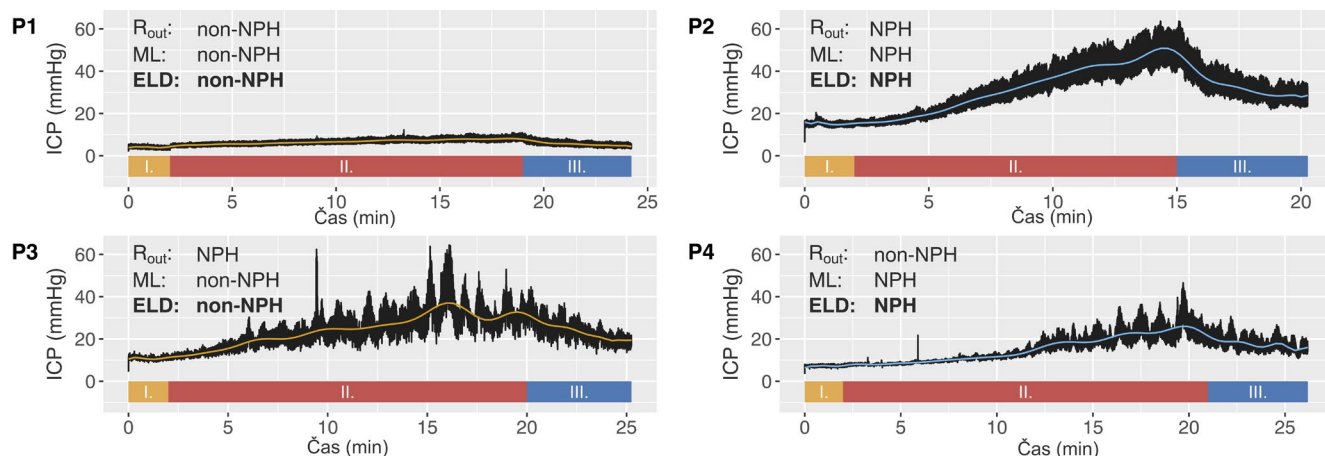 P1
ICP (mmHg)
60
40
20
0
R_out: non-NPH
ML: non-NPH
ELD: non-NPH
I. II. III.
0 5 10 15 20 25
Čas (min)
P2
ICP (mmHg)
60
40
20
0
R_out: NPH
ML: NPH
ELD: NPH
I. II. III.
0 5 10 15 20
Čas (min)
P3
ICP (mmHg)
60
40
20
0
R_out: NPH
ML: non-NPH
ELD: non-NPH
I. II. III.
0 5 10 15 20 25
Čas (min)
P4
ICP (mmHg)
60
40
20
0
R_out: non-NPH
ML: NPH
ELD: NPH
I. II. III.
0 5 10 15 20 25
Čas (min)